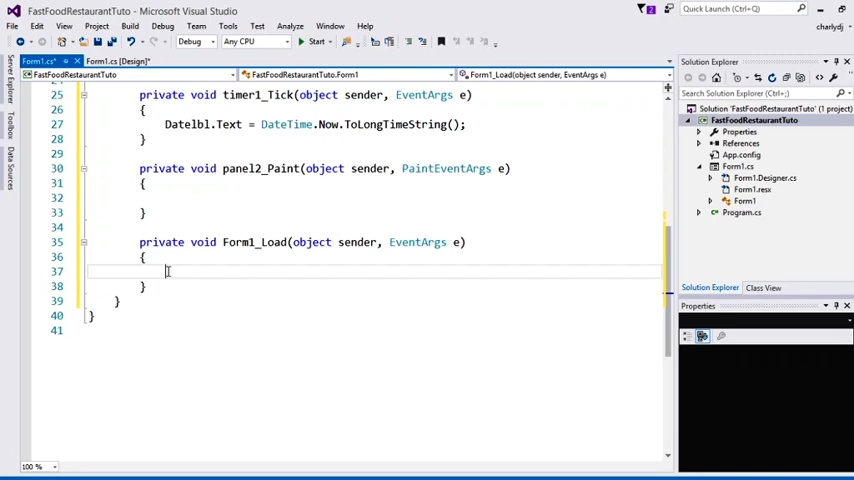 FastFoodRestaurantTuto - Microsoft Visual Studio
2
Quick Launch (Ctrl+Q)
File Edit View Project Build Debug Team Tools Test Analyze Window Help
charlydj
Debug Any CPU Start
Form1.cs* Form1.cs [Design]*
FastFoodRestaurantTuto FastFoodRestaurantTuto.Form1 Form1_Load(object sender, EventArgs e)
Server Explorer
Toolbox
Data Sources
25 private void timer1_Tick(object sender, EventArgs e)
26 {
27 Datelbl.Text = DateTime.Now.ToLongTimeString();
28 }
29
30 private void panel2_Paint(object sender, PaintEventArgs e)
31 {
32
33 }
34
35 private void Form1_Load(object sender, EventArgs e)
36 {
37
38 }
39 }
40 }
41
100 %
Solution Explorer
Search Solution Explorer (Ctrl+;)
Solution 'FastFoodRestaurantTuto' (1 project)
FastFoodRestaurantTuto
Properties
References
App.config
Form1.cs
Form1.Designer.cs
Form1.resx
Form1
Program.cs
Solution Explorer Class View
Properties